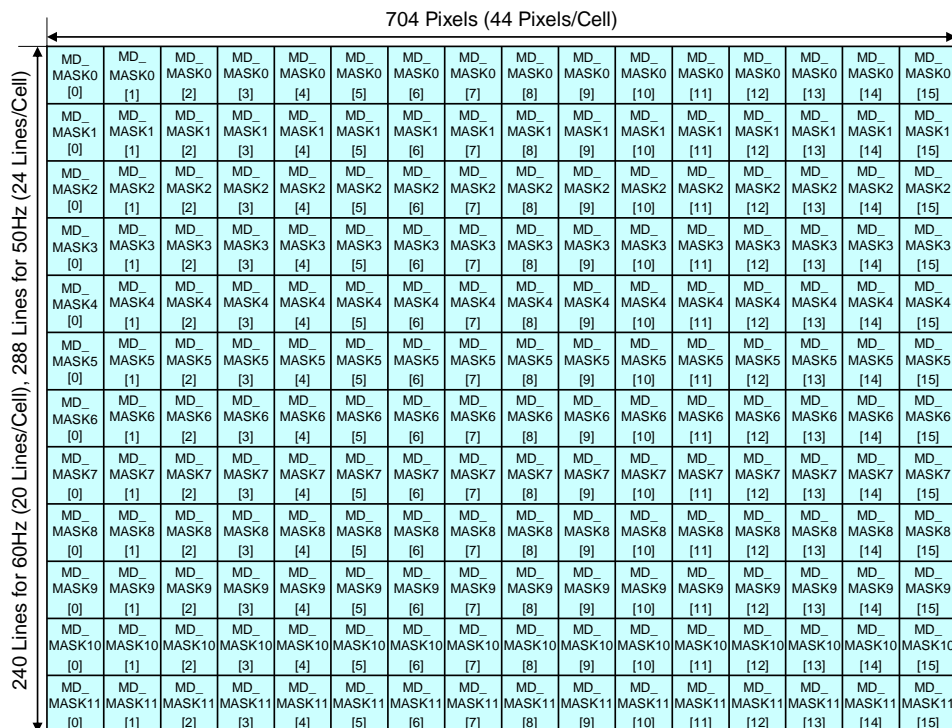 704 Pixels (44 Pixels/Cell)
240 Lines for 60Hz (20 Lines/Cell), 288 Lines for 50Hz (24 Lines/Cell)
MD_ MD_ MD_ MD_ MD_ MD_ MD_ MD_ MD_ MD_ MD_ MD_ MD_ MD_ MD_ MD_
MASK0 MASK0 MASK0 MASK0 MASK0 MASK0 MASK0 MASK0 MASK0 MASK0 MASK0 MASK0 MASK0 MASK0 MASK0 MASK0
[0] [1] [2] [3] [4] [5] [6] [7] [8] [9] [10] [11] [12] [13] [14] [15]
MD_ MD_ MD_ MD_ MD_ MD_ MD_ MD_ MD_ MD_ MD_ MD_ MD_ MD_ MD_ MD_
MASK1 MASK1 MASK1 MASK1 MASK1 MASK1 MASK1 MASK1 MASK1 MASK1 MASK1 MASK1 MASK1 MASK1 MASK1 MASK1
[0] [1] [2] [3] [4] [5] [6] [7] [8] [9] [10] [11] [12] [13] [14] [15]
MD_ MD_ MD_ MD_ MD_ MD_ MD_ MD_ MD_ MD_ MD_ MD_ MD_ MD_ MD_ MD_
MASK2 MASK2 MASK2 MASK2 MASK2 MASK2 MASK2 MASK2 MASK2 MASK2 MASK2 MASK2 MASK2 MASK2 MASK2 MASK2
[0] [1] [2] [3] [4] [5] [6] [7] [8] [9] [10] [11] [12] [13] [14] [15]
MD_ MD_ MD_ MD_ MD_ MD_ MD_ MD_ MD_ MD_ MD_ MD_ MD_ MD_ MD_ MD_
MASK3 MASK3 MASK3 MASK3 MASK3 MASK3 MASK3 MASK3 MASK3 MASK3 MASK3 MASK3 MASK3 MASK3 MASK3 MASK3
[0] [1] [2] [3] [4] [5] [6] [7] [8] [9] [10] [11] [12] [13] [14] [15]
MD_ MD_ MD_ MD_ MD_ MD_ MD_ MD_ MD_ MD_ MD_ MD_ MD_ MD_ MD_ MD_
MASK4 MASK4 MASK4 MASK4 MASK4 MASK4 MASK4 MASK4 MASK4 MASK4 MASK4 MASK4 MASK4 MASK4 MASK4 MASK4
[0] [1] [2] [3] [4] [5] [6] [7] [8] [9] [10] [11] [12] [13] [14] [15]
MD_ MD_ MD_ MD_ MD_ MD_ MD_ MD_ MD_ MD_ MD_ MD_ MD_ MD_ MD_ MD_
MASK5 MASK5 MASK5 MASK5 MASK5 MASK5 MASK5 MASK5 MASK5 MASK5 MASK5 MASK5 MASK5 MASK5 MASK5 MASK5
[0] [1] [2] [3] [4] [5] [6] [7] [8] [9] [10] [11] [12] [13] [14] [15]
MD_ MD_ MD_ MD_ MD_ MD_ MD_ MD_ MD_ MD_ MD_ MD_ MD_ MD_ MD_ MD_
MASK6 MASK6 MASK6 MASK6 MASK6 MASK6 MASK6 MASK6 MASK6 MASK6 MASK6 MASK6 MASK6 MASK6 MASK6 MASK6
[0] [1] [2] [3] [4] [5] [6] [7] [8] [9] [10] [11] [12] [13] [14] [15]
MD_ MD_ MD_ MD_ MD_ MD_ MD_ MD_ MD_ MD_ MD_ MD_ MD_ MD_ MD_ MD_
MASK7 MASK7 MASK7 MASK7 MASK7 MASK7 MASK7 MASK7 MASK7 MASK7 MASK7 MASK7 MASK7 MASK7 MASK7 MASK7
[0] [1] [2] [3] [4] [5] [6] [7] [8] [9] [10] [11] [12] [13] [14] [15]
MD_ MD_ MD_ MD_ MD_ MD_ MD_ MD_ MD_ MD_ MD_ MD_ MD_ MD_ MD_ MD_
MASK8 MASK8 MASK8 MASK8 MASK8 MASK8 MASK8 MASK8 MASK8 MASK8 MASK8 MASK8 MASK8 MASK8 MASK8 MASK8
[0] [1] [2] [3] [4] [5] [6] [7] [8] [9] [10] [11] [12] [13] [14] [15]
MD_ MD_ MD_ MD_ MD_ MD_ MD_ MD_ MD_ MD_ MD_ MD_ MD_ MD_ MD_ MD_
MASK9 MASK9 MASK9 MASK9 MASK9 MASK9 MASK9 MASK9 MASK9 MASK9 MASK9 MASK9 MASK9 MASK9 MASK9 MASK9
[0] [1] [2] [3] [4] [5] [6] [7] [8] [9] [10] [11] [12] [13] [14] [15]
MD_ MD_ MD_ MD_ MD_ MD_ MD_ MD_ MD_ MD_ MD_ MD_ MD_ MD_ MD_ MD_
MASK10 MASK10 MASK10 MASK10 MASK10 MASK10 MASK10 MASK10 MASK10 MASK10 MASK10 MASK10 MASK10 MASK10 MASK10 MASK10
[0] [1] [2] [3] [4] [5] [6] [7] [8] [9] [10] [11] [12] [13] [14] [15]
MD_ MD_ MD_ MD_ MD_ MD_ MD_ MD_ MD_ MD_ MD_ MD_ MD_ MD_ MD_ MD_
MASK11 MASK11 MASK11 MASK11 MASK11 MASK11 MASK11 MASK11 MASK11 MASK11 MASK11 MASK11 MASK11 MASK11 MASK11 MASK11
[0] [1] [2] [3] [4] [5] [6] [7] [8] [9] [10] [11] [12] [13] [14] [15]